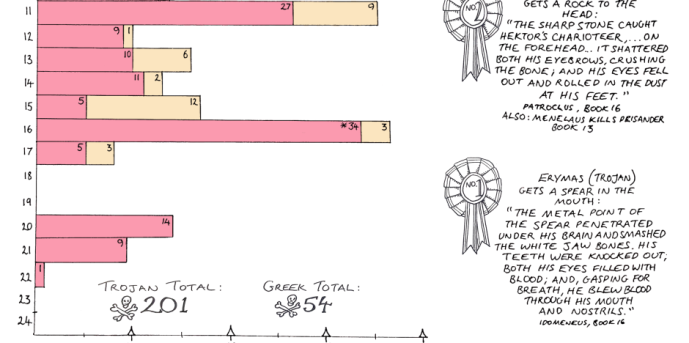 11 27 9
12 9 1
13 10 6
14 11 2
15 5 12
16 *34 3
17 5 3
18
19
20 14
21 9
22 1
23
24
TROJAN TOTAL:
201
GREEK TOTAL:
54
NO. 2
GETS A ROCK TO THE
HEAD:
"THE SHARP STONE CAUGHT
HEKTOR'S CHARIOTEER,...ON
THE FOREHEAD.. IT SHATTERED
BOTH HIS EYEBROWS, CRUSHING
THE BONE; AND HIS EYES FELL
OUT AND ROLLED IN THE DUST
AT HIS FEET."
PATROCLUS, BOOK 16
ALSO: MENELAUS KILLS PEISANDER
BOOK 13
NO. 1
ERYMAS (TROJAN)
GETS A SPEAR IN THE
MOUTH:
"THE METAL POINT OF
THE SPEAR PENETRATED
UNDER HIS BRAIN AND SMASHED
THE WHITE JAW BONES. HIS
TEETH WERE KNOCKED OUT;
BOTH HIS EYES FILLED WITH
BLOOD; AND, GASPING FOR
BREATH, HE BLEW BLOOD
THROUGH HIS MOUTH
AND NOSTRILS."
IDOMENEUS, BOOK 16